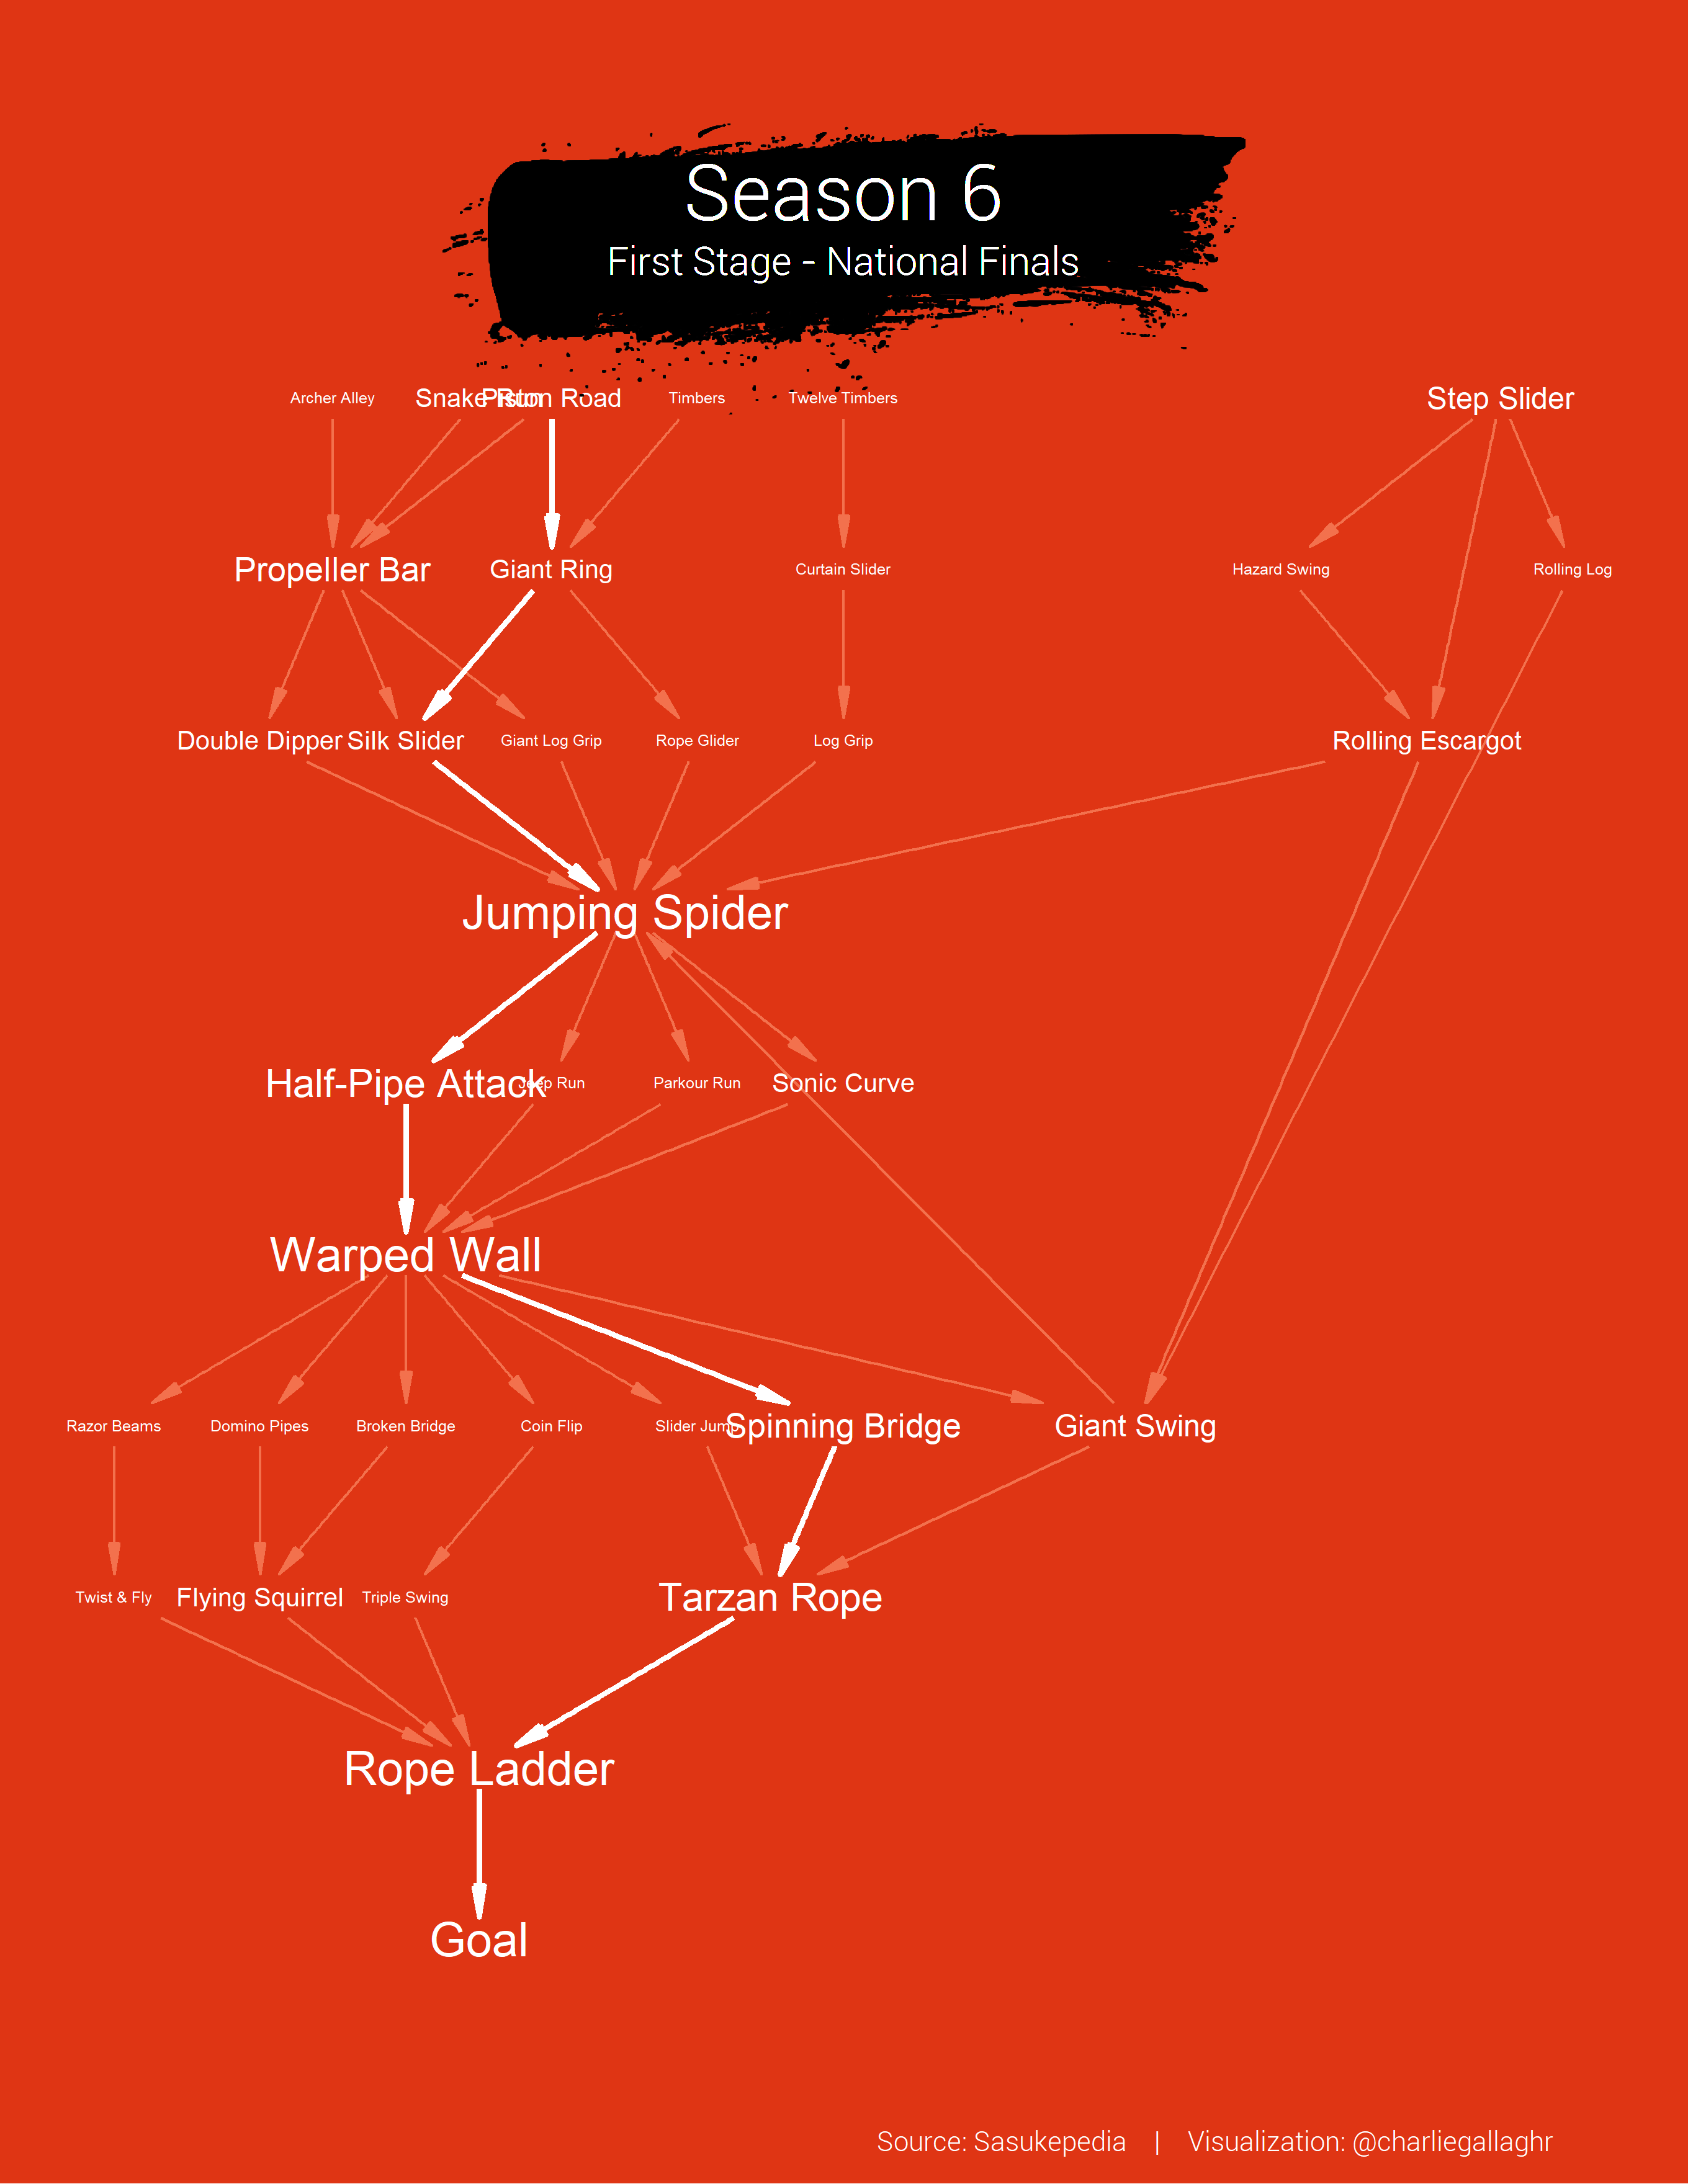 Season 6
First Stage - National Finals
Archer Alley
Snake Run
Piston Road
Timbers
Twelve Timbers
Step Slider
Propeller Bar
Giant Ring
Curtain Slider
Hazard Swing
Rolling Log
Double Dipper
Silk Slider
Giant Log Grip
Rope Glider
Log Grip
Rolling Escargot
Jumping Spider
Half-Pipe Attack
Jeep Run
Parkour Run
Sonic Curve
Warped Wall
Razor Beams
Domino Pipes
Broken Bridge
Coin Flip
Slider Jump
Spinning Bridge
Giant Swing
Twist & Fly
Flying Squirrel
Triple Swing
Tarzan Rope
Rope Ladder
Goal
Source: Sasukepedia | Visualization: @charliegallaghr